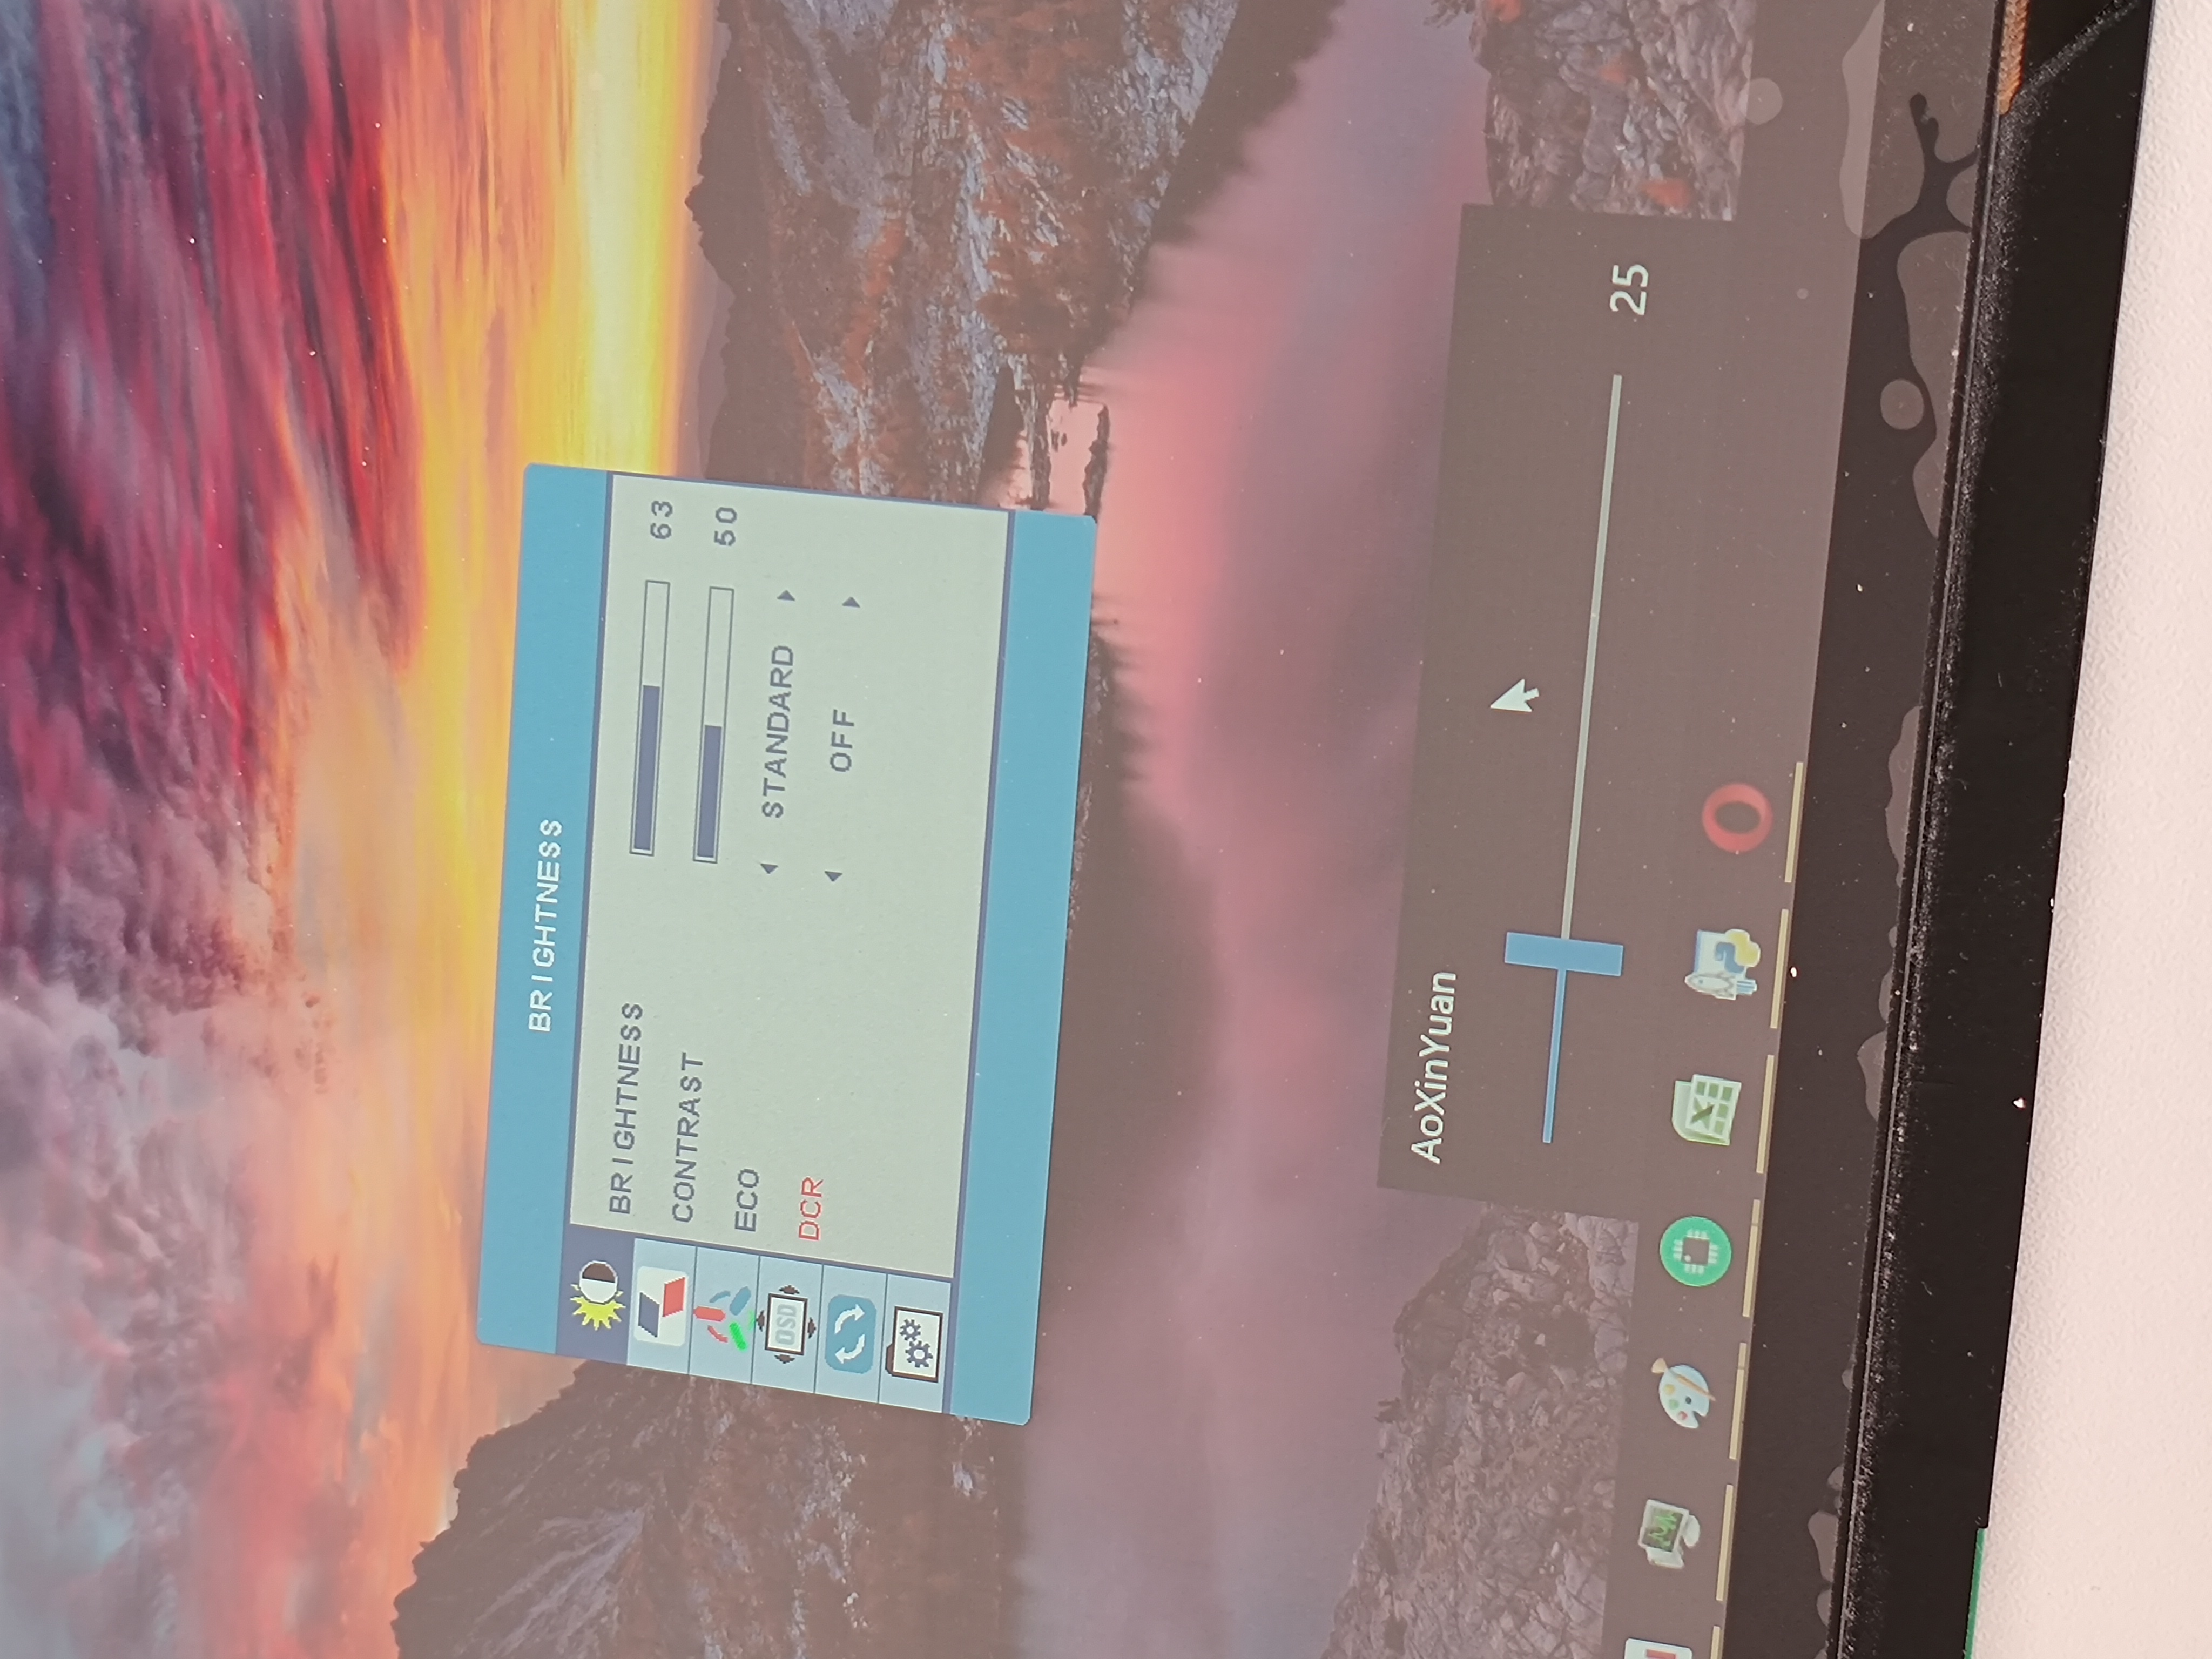 BRIGHTNESS
BRIGHTNESS 63
CONTRAST 50
ECO STANDARD
DCR OFF
OSD
AoXinYuan
25